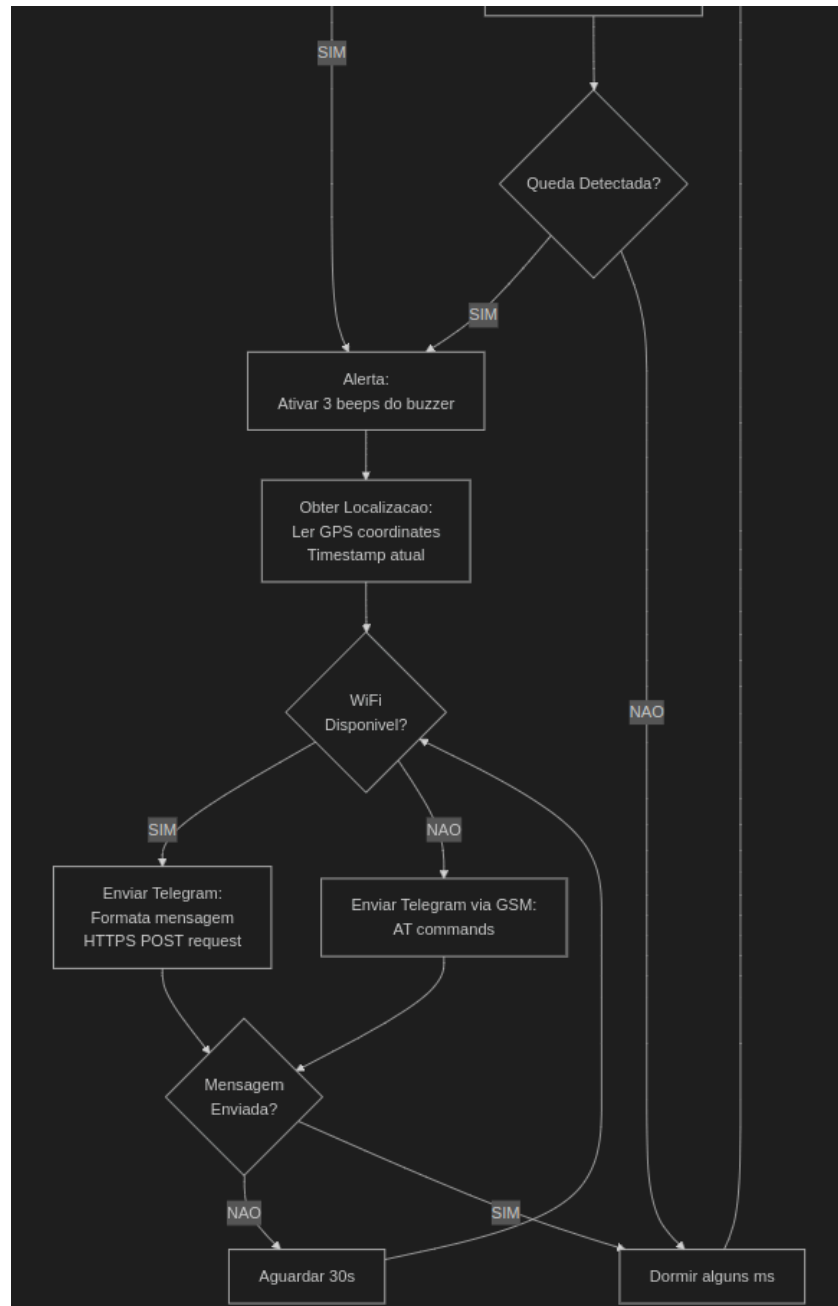 SIM
Queda Detectada?
SIM
Alerta:
Ativar 3 beeps do buzzer
Obter Localizacao:
Ler GPS coordinates
Timestamp atual
WiFi
Disponivel?
NAO
SIM
NAO
Enviar Telegram:
Formata mensagem
HTTPS POST request
Enviar Telegram via GSM:
AT commands
Mensagem
Enviada?
NAO
SIM
Aguardar 30s
Dormir alguns ms